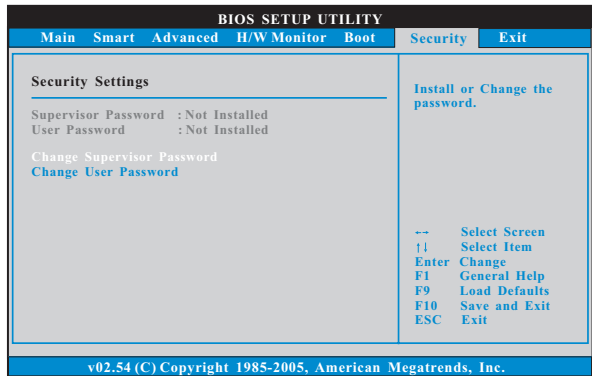 BIOS SETUP UTILITY
Main Smart Advanced H/W Monitor Boot Security Exit
Security Settings
Supervisor Password : Not Installed
User Password : Not Installed
Change Supervisor Password
Change User Password
Install or Change the
password.
←→ Select Screen
↑↓ Select Item
Enter Change
F1 General Help
F9 Load Defaults
F10 Save and Exit
ESC Exit
v02.54 (C) Copyright 1985-2005, American Megatrends, Inc.